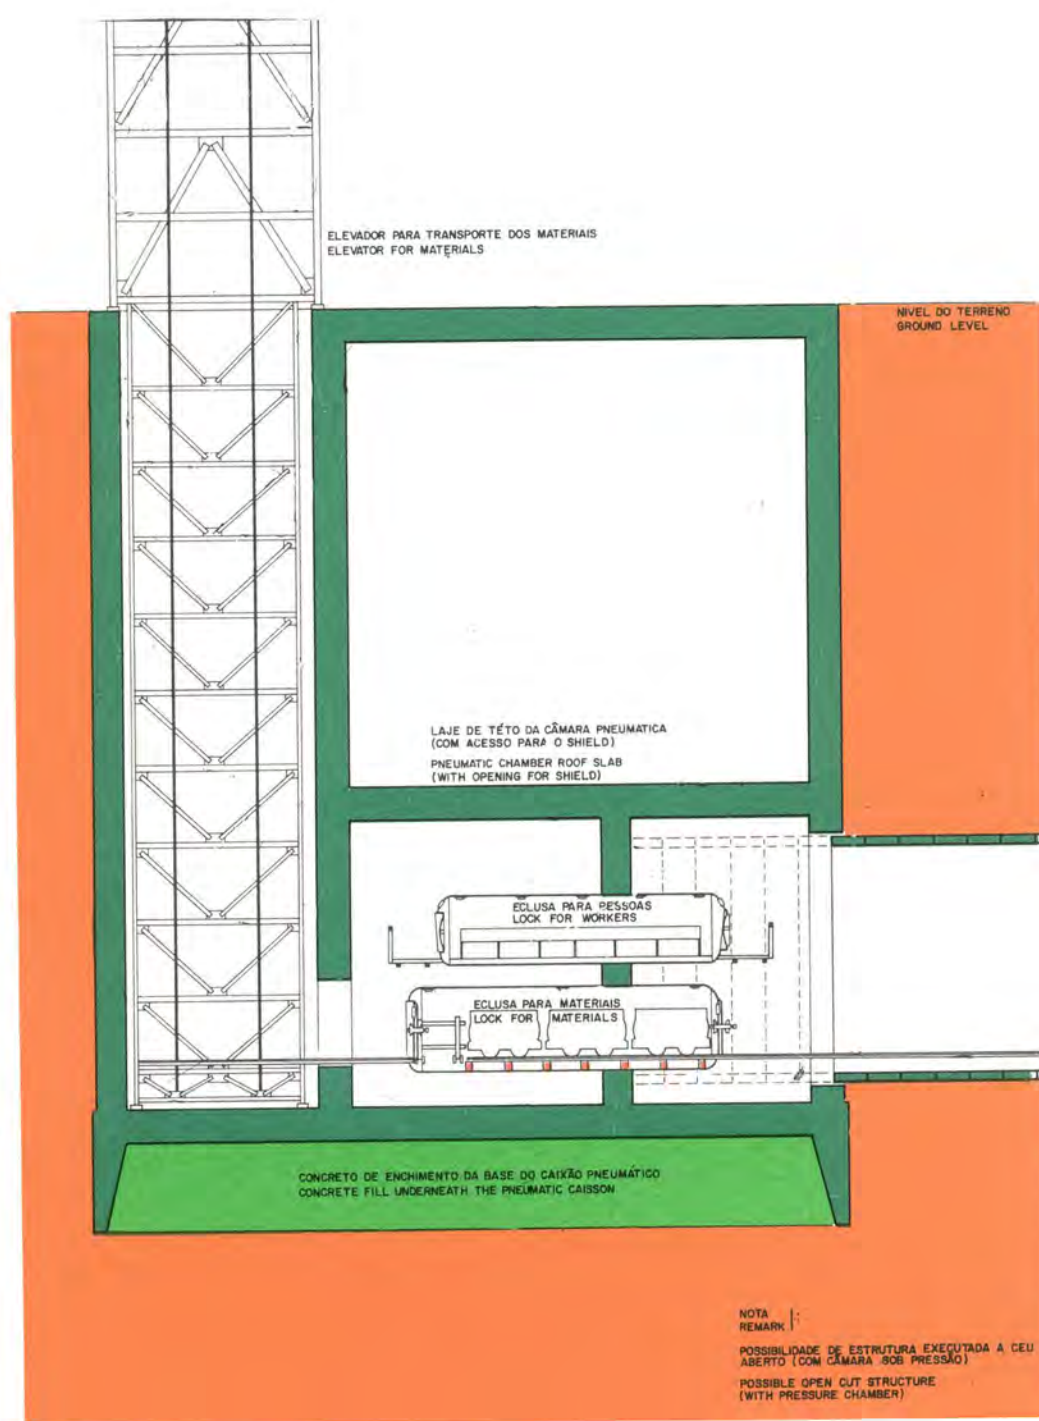 ELEVADOR PARA TRANSPORTE DOS MATERIAIS
ELEVATOR FOR MATERIALS
NIVEL DO TERRENO
GROUND LEVEL
LAJE DE TÉTO DA CÂMARA PNEUMATICA
(COM ACESSO PARA O SHIELD)
PNEUMATIC CHAMBER ROOF SLAB
(WITH OPENING FOR SHIELD)
ECLUSA PARA PESSOAS
LOCK FOR WORKERS
ECLUSA PARA MATERIAIS
LOCK FOR MATERIALS
CONCRETO DE ENCHIMENTO DA BASE DO CAIXÃO PNEUMÁTICO
CONCRETE FILL UNDERNEATH THE PNEUMATIC CAISSON
NOTA
REMARK :
POSSIBILIDADE DE ESTRUTURA EXECUTADA A CEU
ABERTO (COM CÂMARA SOB PRESSÃO)
POSSIBLE OPEN CUT STRUCTURE
(WITH PRESSURE CHAMBER)